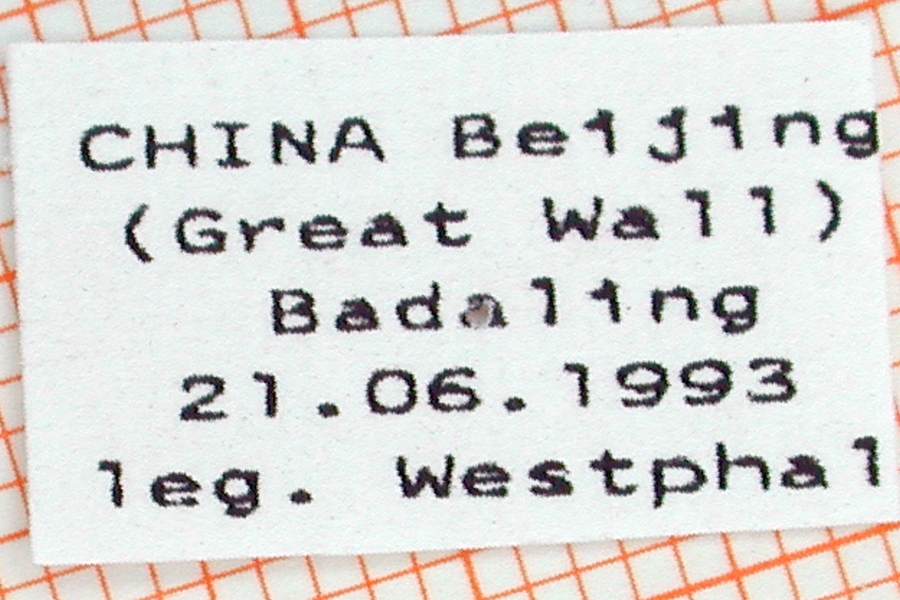 CHINA Beijing
(Great Wall)
Badaling
21.06.1993
leg. Westphal